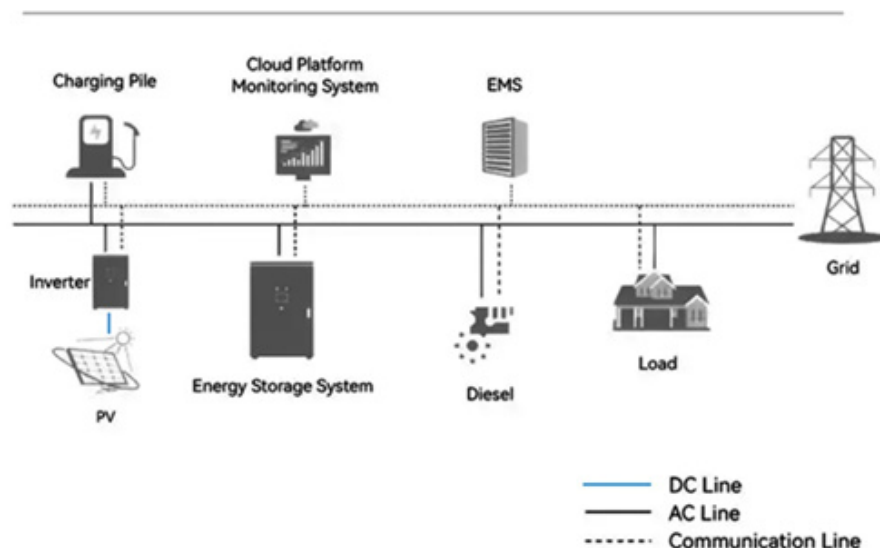 Charging Pile
Cloud Platform
Monitoring System
EMS
Inverter
Grid
PV
Energy Storage System
Diesel
Load
DC Line
AC Line
Communication Line